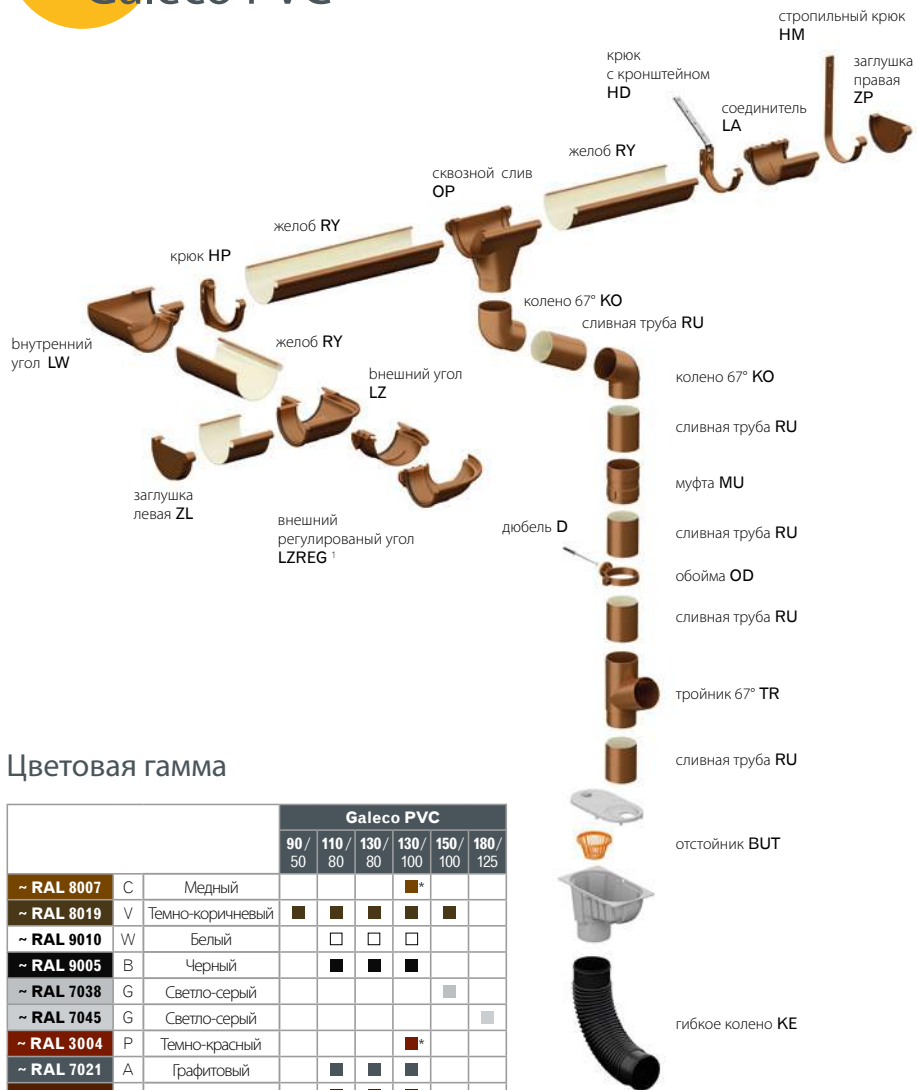 Galeco PVC
стропильный крюк
HM
крюк
с кронштейном
HD
заглушка
правая
ZP
соединитель
LA
желоб RY
сквозной слив
OP
желоб RY
крюк HP
колено 67° KO
сливная труба RU
bнутренний
угол LW
желоб RY
bнешний угол
LZ
колено 67° KO
сливная труба RU
муфта MU
заглушка
левая ZL
внешний
регулированый угол
LZREG ¹
дюбель D
сливная труба RU
обойма OD
сливная труба RU
тройник 67° TR
сливная труба RU
отстойник BUT
гибкое колено KE
Цветовая гамма
Galeco PVC
90/ 110/ 130/ 130/ 150/ 180/
50 80 80 100 100 125
~ RAL 8007 C Медный *
~ RAL 8019 V Темно-коричневый
~ RAL 9010 W Белый
~ RAL 9005 B Черный
~ RAL 7038 G Светло-серый
~ RAL 7045 G Светло-серый
~ RAL 3004 P Темно-красный *
~ RAL 7021 A Графитовый